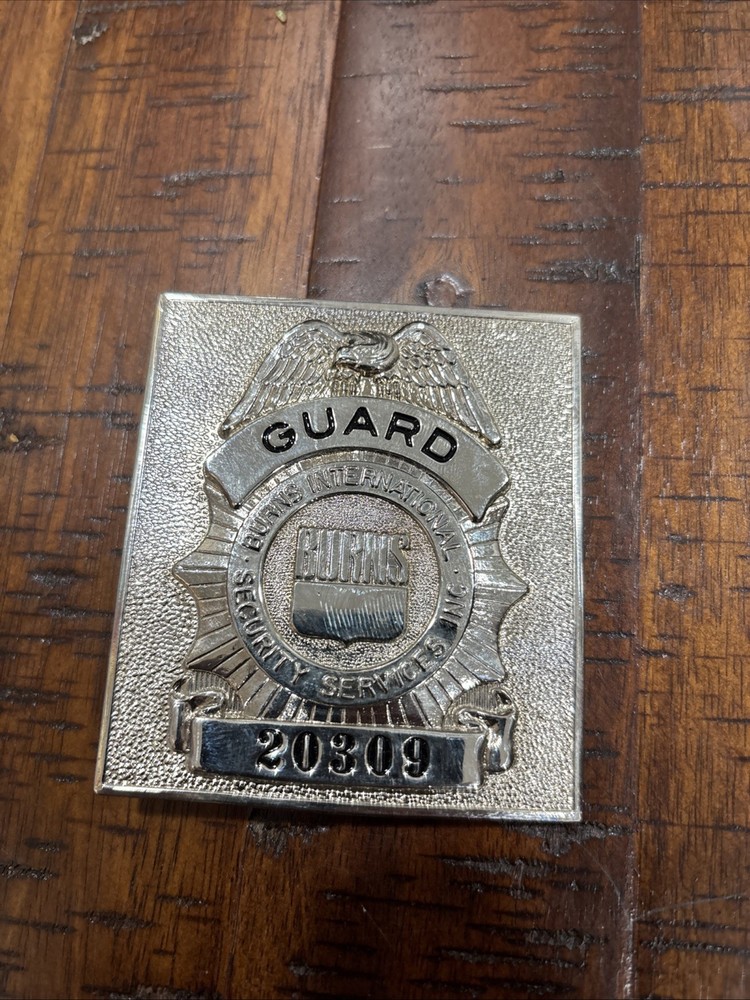 GUARD
BURNS INTERNATIONAL
SECURITY SERVICES INC.
BURNS
20309